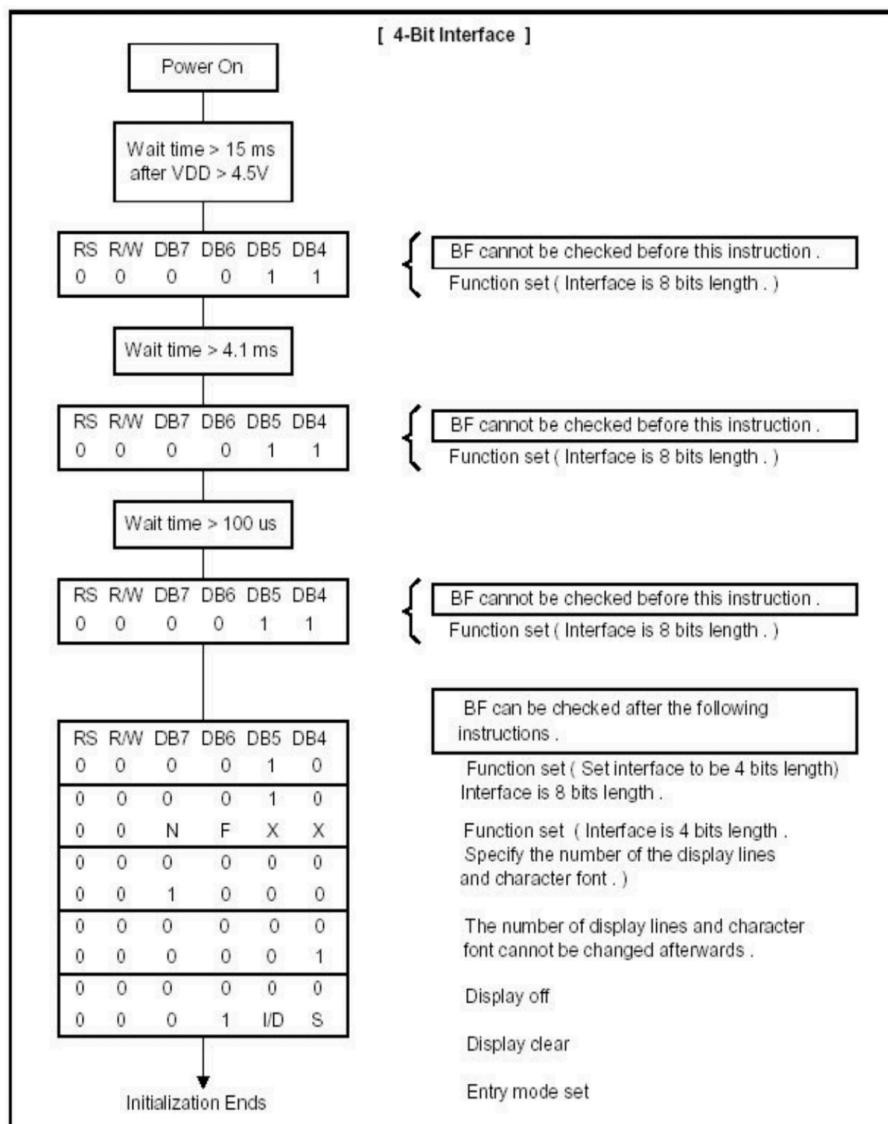 [ 4-Bit Interface ]
Power On
Wait time > 15 ms
after VDD > 4.5V
RS R/W DB7 DB6 DB5 DB4
0 0 0 0 1 1
BF cannot be checked before this instruction .
Function set ( Interface is 8 bits length . )
Wait time > 4.1 ms
RS R/W DB7 DB6 DB5 DB4
0 0 0 0 1 1
BF cannot be checked before this instruction .
Function set ( Interface is 8 bits length . )
Wait time > 100 us
RS R/W DB7 DB6 DB5 DB4
0 0 0 0 1 1
BF cannot be checked before this instruction .
Function set ( Interface is 8 bits length . )
RS R/W DB7 DB6 DB5 DB4
0 0 0 0 1 0
0 0 0 0 1 0
0 0 N F X X
0 0 0 0 0 0
0 0 1 0 0 0
0 0 0 0 0 0
0 0 0 0 0 1
0 0 0 0 0 0
0 0 0 1 I/D S
BF can be checked after the following
instructions .
Function set ( Set interface to be 4 bits length)
Interface is 8 bits length .
Function set ( Interface is 4 bits length .
Specify the number of the display lines
and character font . )
The number of display lines and character
font cannot be changed afterwards .
Display off
Display clear
Entry mode set
Initialization Ends